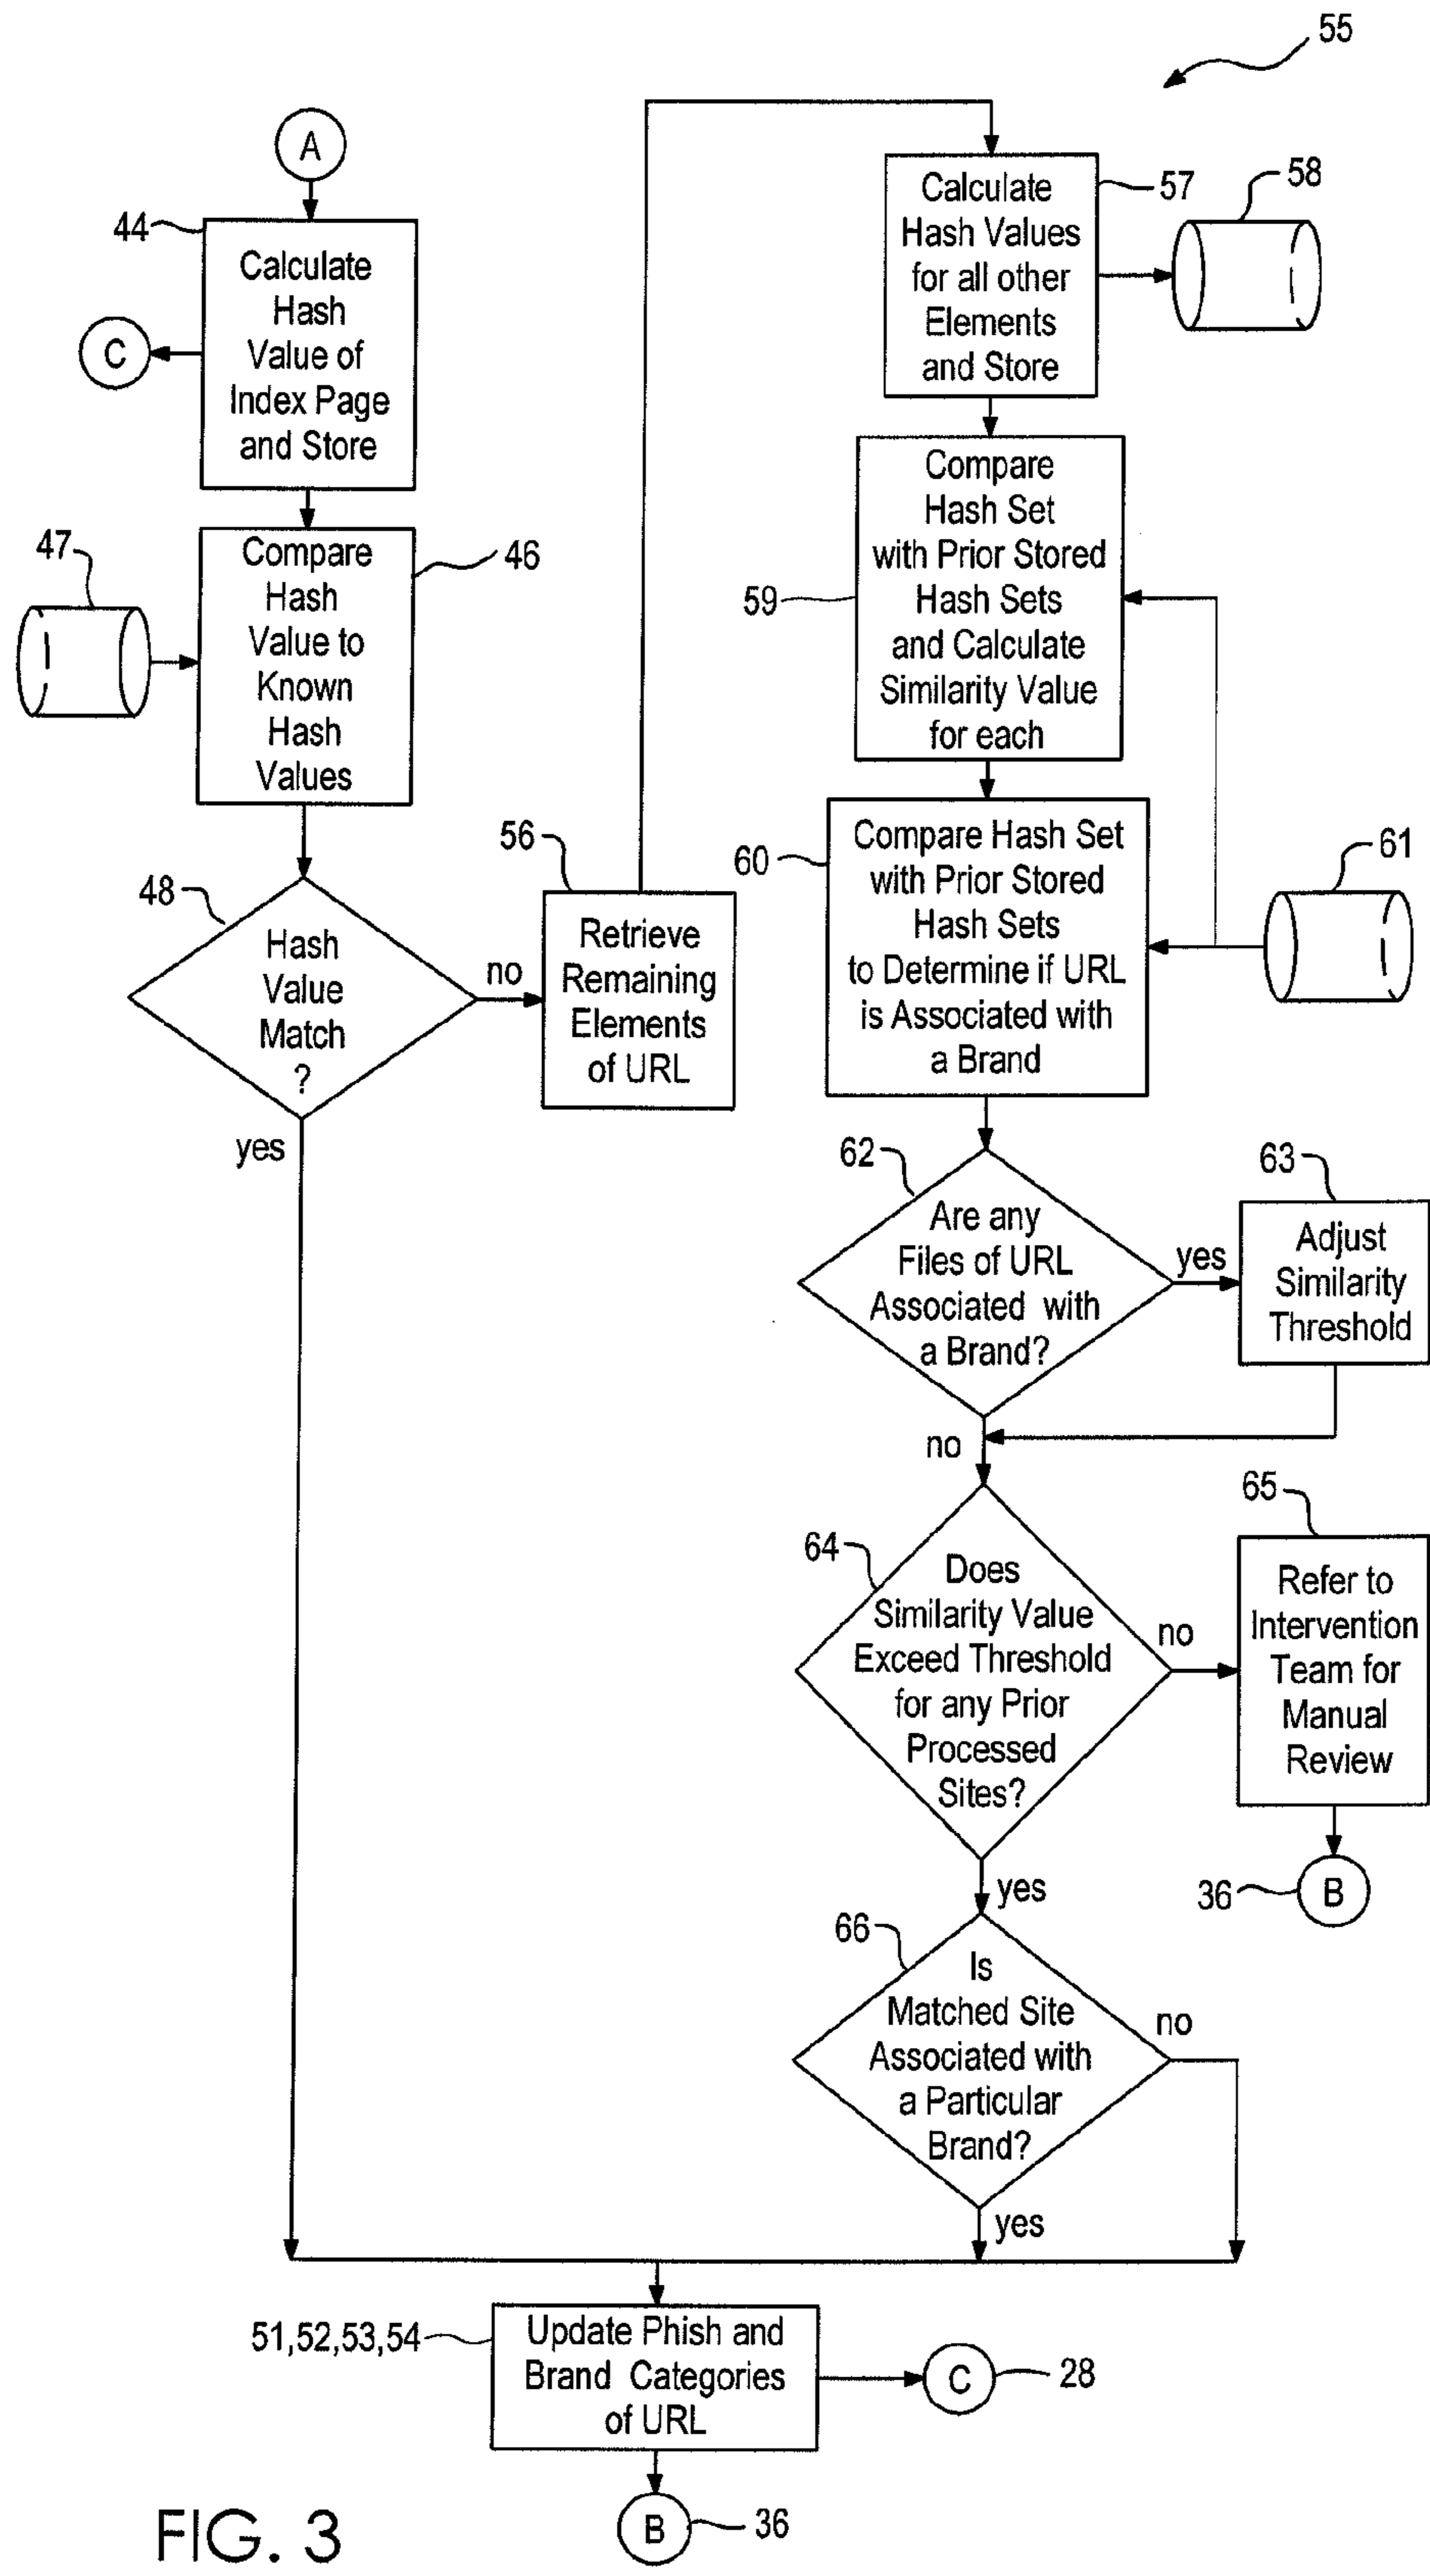 55
A
44
Calculate
Hash
Value of
Index Page
and Store
C
47
Compare
Hash
Value to
Known
Hash
Values
46
48
Hash
Value
Match
?
no
yes
56
Retrieve
Remaining
Elements
of URL
Calculate
Hash Values
for all other
Elements
and Store
57
58
59
Compare
Hash Set
with Prior Stored
Hash Sets
and Calculate
Similarity Value
for each
60
Compare Hash Set
with Prior Stored
Hash Sets
to Determine if URL
is Associated with
a Brand
61
62
Are any
Files of URL
Associated with
a Brand?
yes
no
63
Adjust
Similarity
Threshold
64
Does
Similarity Value
Exceed Threshold
for any Prior
Processed
Sites?
no
yes
65
Refer to
Intervention
Team for
Manual
Review
36
B
66
Is
Matched Site
Associated with
a Particular
Brand?
no
yes
51,52,53,54
Update Phish and
Brand Categories
of URL
C
28
B
36
FIG. 3